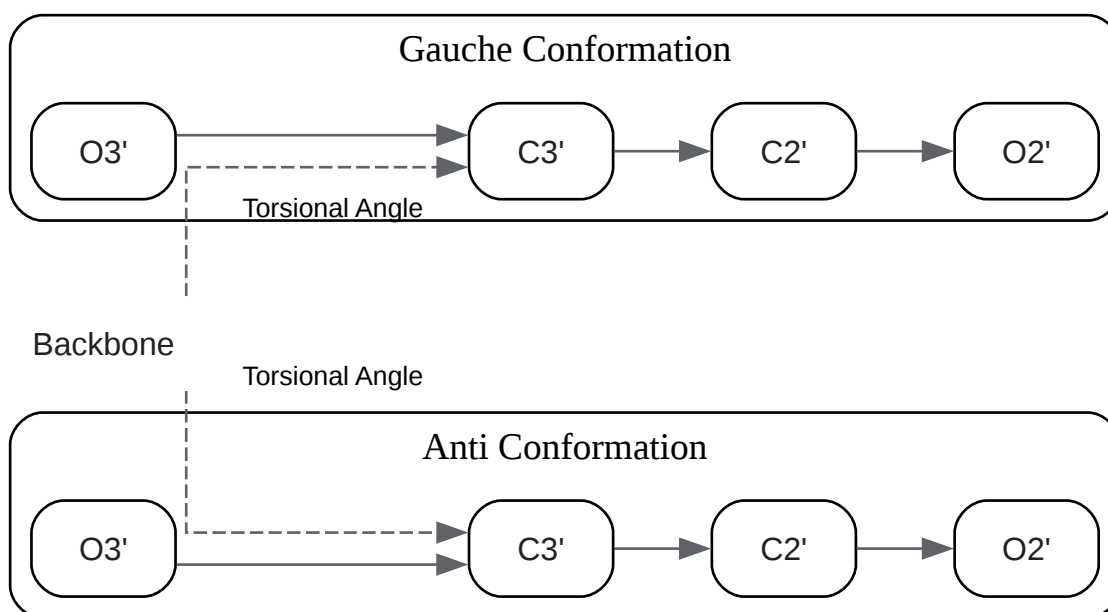 Gauche Conformation
O3'
C3'
C2'
O2'
Torsional Angle
Backbone
Torsional Angle
Anti Conformation
O3'
C3'
C2'
O2'